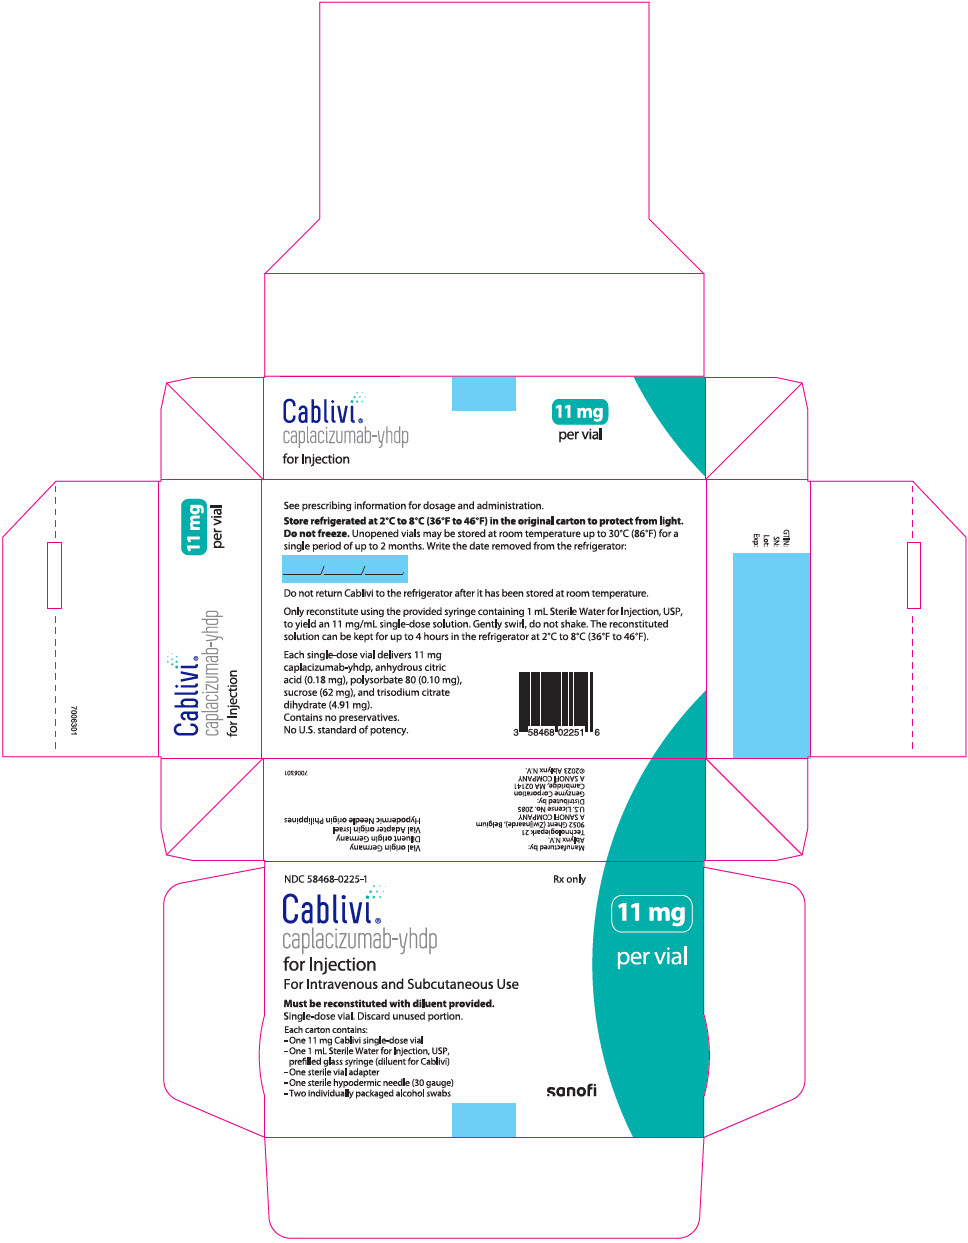 Cablivi®
caplacizumab-yhdp
for Injection
11 mg
per vial
11 mg
per vial
Cablivi®
caplacizumab-yhdp
for Injection
7006301
See prescribing information for dosage and administration.
Store refrigerated at 2°C to 8°C (36°F to 46°F) in the original carton to protect from light.
Do not freeze. Unopened vials may be stored at room temperature up to 30°C (86°F) for a
single period of up to 2 months. Write the date removed from the refrigerator:
______/______/______.
Do not return Cablivi to the refrigerator after it has been stored at room temperature.
Only reconstitute using the provided syringe containing 1 mL Sterile Water for Injection, USP,
to yield an 11 mg/mL single-dose solution. Gently swirl, do not shake. The reconstituted
solution can be kept for up to 4 hours in the refrigerator at 2°C to 8°C (36°F to 46°F).
Each single-dose vial delivers 11 mg
caplacizumab-yhdp, anhydrous citric
acid (0.18 mg), polysorbate 80 (0.10 mg),
sucrose (62 mg), and trisodium citrate
dihydrate (4.91 mg).
Contains no preservatives.
No U.S. standard of potency.
3 58468 02251 6
GTIN:
SN:
Lot:
Exp:
Manufactured by:
Ablynx N.V.
Technologiepark 21
9052 Ghent (Zwijnaarde), Belgium
A SANOFI COMPANY
U.S. License No. 2085
Distributed by:
Genzyme Corporation
Cambridge, MA 02141
A SANOFI COMPANY
©2023 Ablynx N.V.
Vial origin Germany
Diluent origin Germany
Vial Adapter origin Israel
Hypodermic Needle origin Philippines
7006301
NDC 58468-0225-1
Rx only
Cablivi®
caplacizumab-yhdp
for Injection
For Intravenous and Subcutaneous Use
Must be reconstituted with diluent provided.
Single-dose vial. Discard unused portion.
Each carton contains:
– One 11 mg Cablivi single-dose vial
– One 1 mL Sterile Water for Injection, USP,
prefilled glass syringe (diluent for Cablivi)
– One sterile vial adapter
– One sterile hypodermic needle (30 gauge)
– Two individually packaged alcohol swabs
11 mg
per vial
sanofi